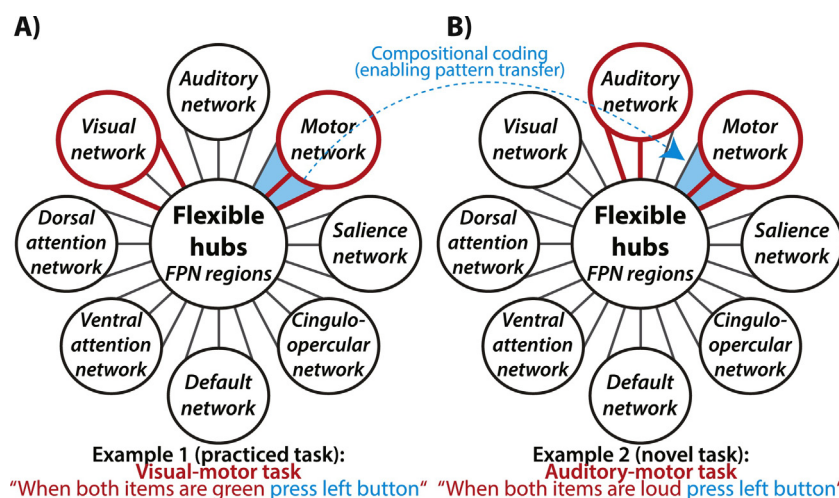 A)
B)
Compositional coding
(enabling pattern transfer)
Auditory
network
Visual
network
Motor
network
Dorsal
attention
network
Flexible
hubs
FPN regions
Salience
network
Ventral
attention
network
Cingulo-
opercular
network
Default
network
Example 1 (practiced task):
Visual-motor task
"When both items are green press left button"
Auditory
network
Visual
network
Motor
network
Dorsal
attention
network
Flexible
hubs
FPN regions
Salience
network
Ventral
attention
network
Cingulo-
opercular
network
Default
network
Example 2 (novel task):
Auditory-motor task
"When both items are loud press left button"